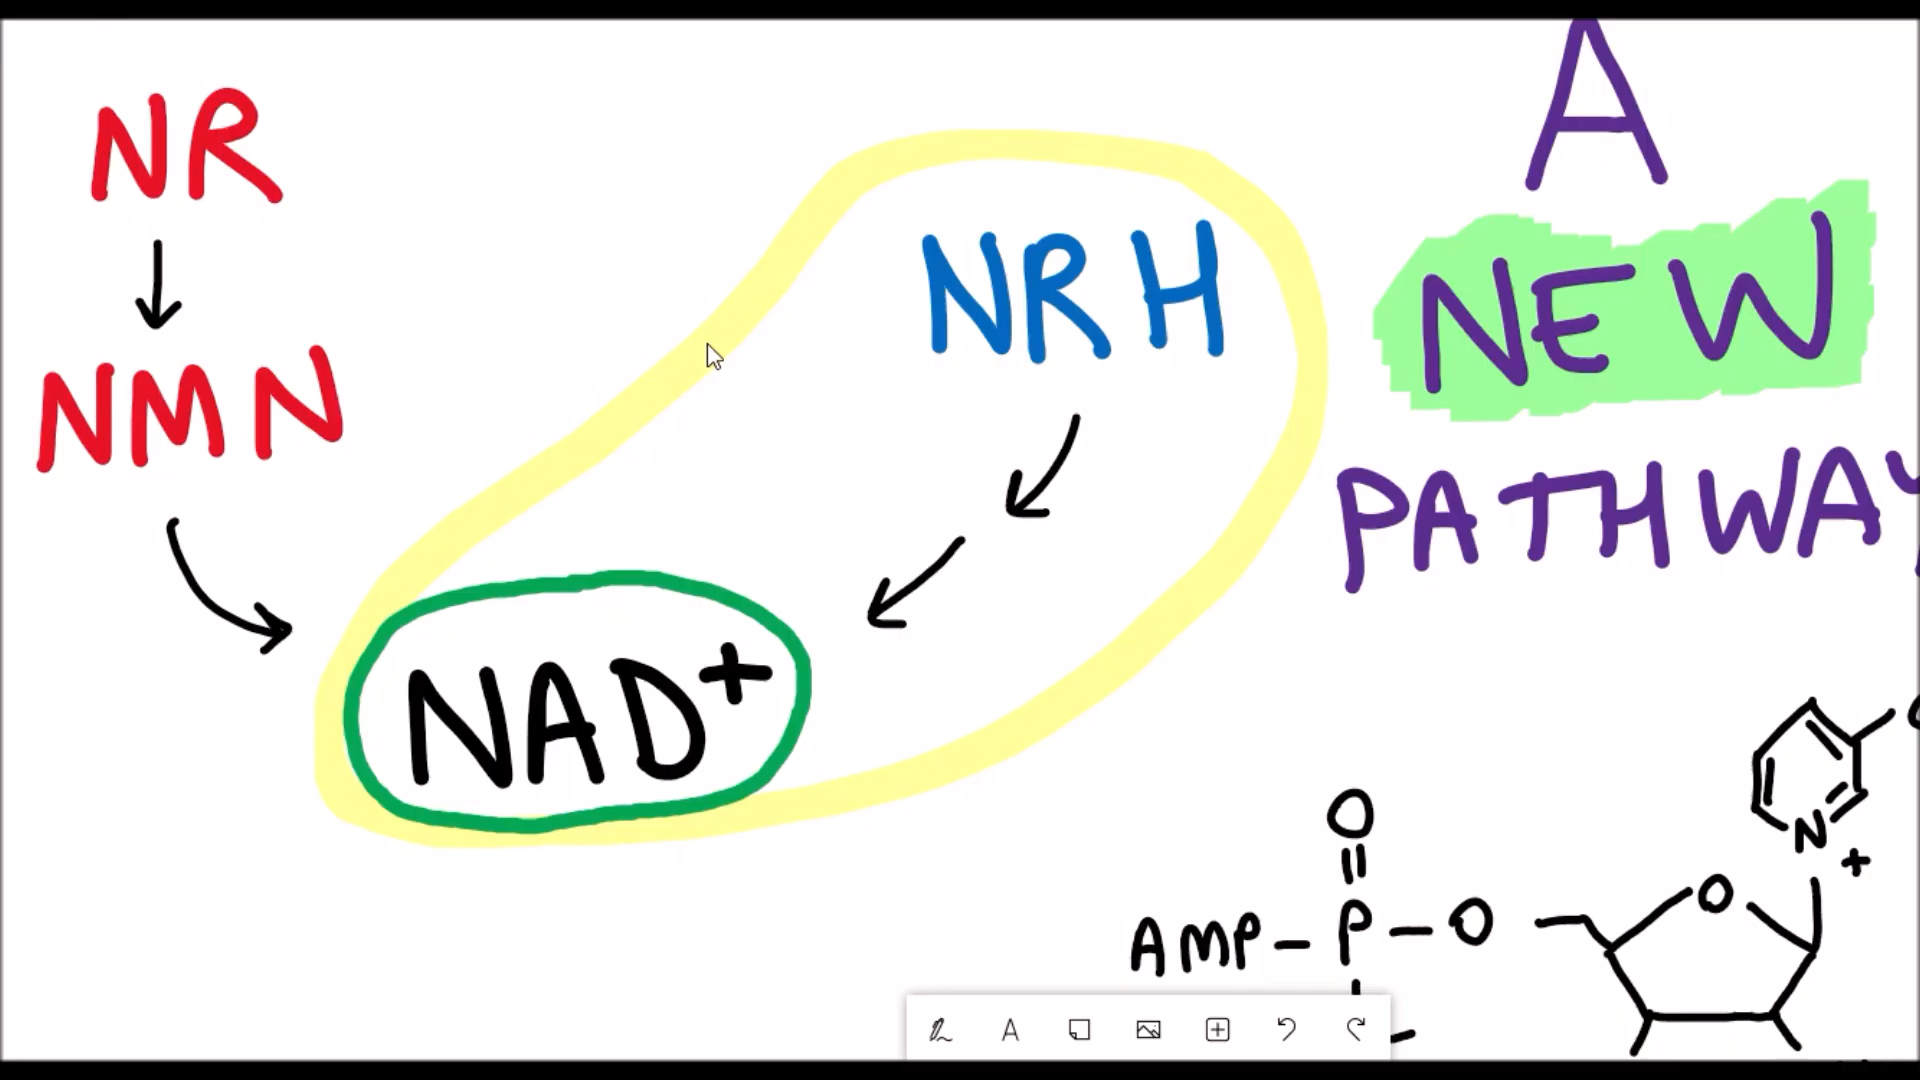 NR
NMN
NRH
NAD+
A
NEW
PATHWAY
O
P
AMP - P - O
O
N
+
A